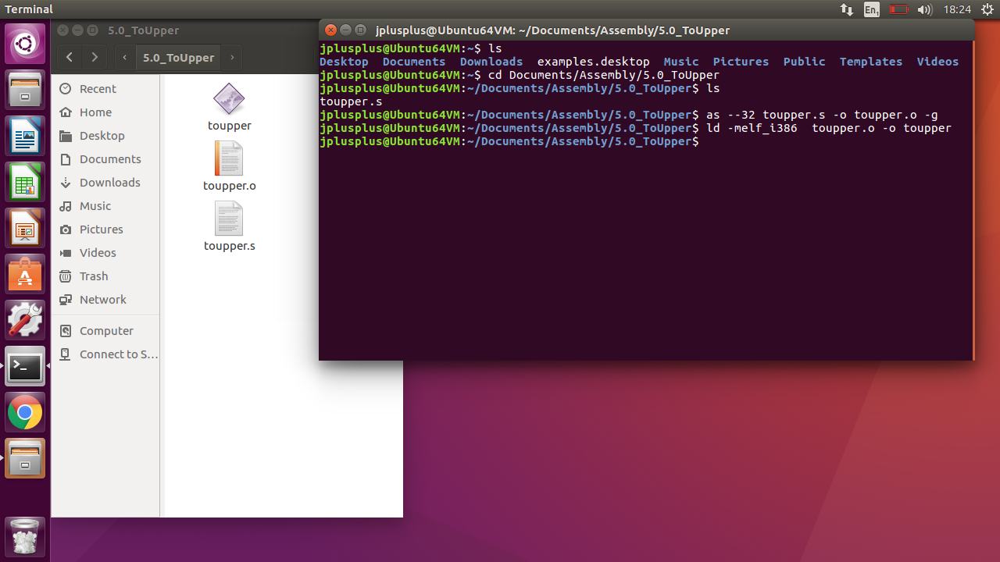 Terminal
En1
18:24
5.0_ToUpper
5.0_ToUpper
Recent
Home
Desktop
Documents
Downloads
Music
Pictures
Videos
Trash
Network
Computer
Connect to S…
toupper
toupper.o
toupper.s
jplusplus@Ubuntu64VM: ~/Documents/Assembly/5.0_ToUpper
jplusplus@Ubuntu64VM:~$ ls
Desktop  Documents  Downloads  examples.desktop  Music  Pictures  Public  Templates  Videos
jplusplus@Ubuntu64VM:~$ cd Documents/Assembly/5.0_ToUpper
jplusplus@Ubuntu64VM:~/Documents/Assembly/5.0_ToUpper$ ls
toupper.s
jplusplus@Ubuntu64VM:~/Documents/Assembly/5.0_ToUpper$ as --32 toupper.s -o toupper.o -g
jplusplus@Ubuntu64VM:~/Documents/Assembly/5.0_ToUpper$ ld -melf_i386  toupper.o -o toupper
jplusplus@Ubuntu64VM:~/Documents/Assembly/5.0_ToUpper$